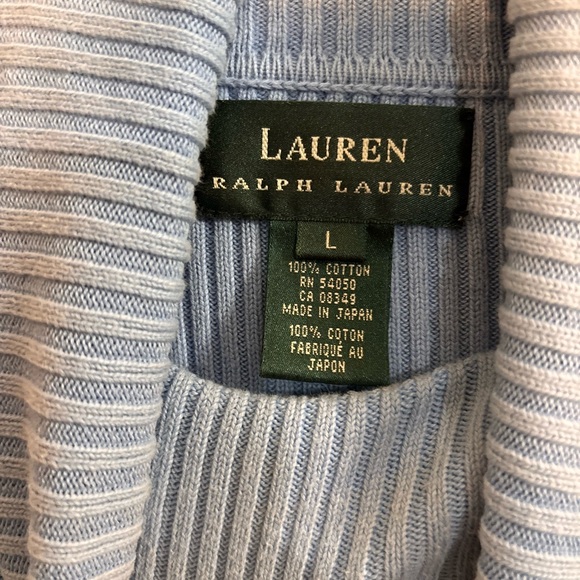 LAUREN
RALPH LAUREN
L
100% COTTON
RN 54050
CA 08349
MADE IN JAPAN
100% COTON
FABRIQUÉ AU
JAPON